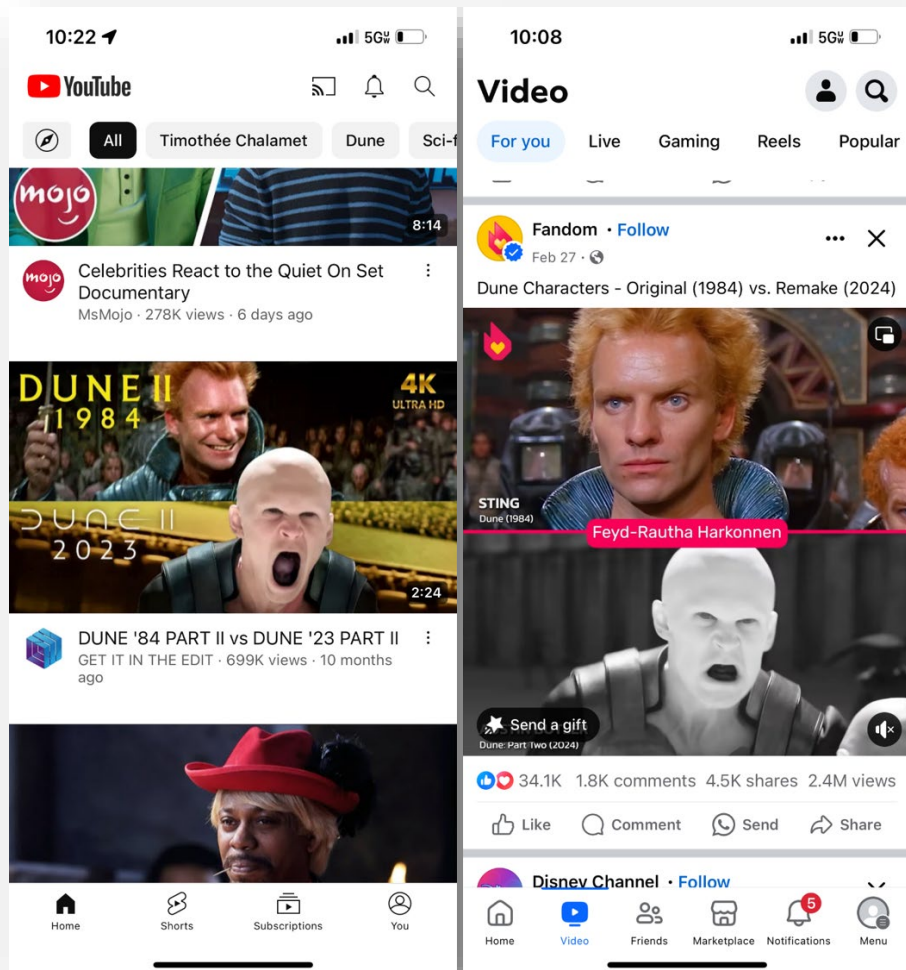 10:22
5GUW
YouTube
All
Timothée Chalamet
Dune
Sci-f
mojo
8:14
mojo
Celebrities React to the Quiet On Set
Documentary
MsMojo · 278K views · 6 days ago
DUNE II
1984
4K
ULTRA HD
DUNE II
2023
2:24
DUNE '84 PART II vs DUNE '23 PART II
GET IT IN THE EDIT · 699K views · 10 months
ago
Home
Shorts
Subscriptions
You
10:08
5GUW
Video
For you
Live
Gaming
Reels
Popular
Fandom · Follow
Feb 27 ·
Dune Characters - Original (1984) vs. Remake (2024)
STING
Dune (1984)
Feyd-Rautha Harkonnen
Send a gift
Dune: Part Two (2024)
34.1K 1.8K comments 4.5K shares 2.4M views
Like
Comment
Send
Share
Disney Channel · Follow
5
Home
Video
Friends
Marketplace
Notifications
Menu